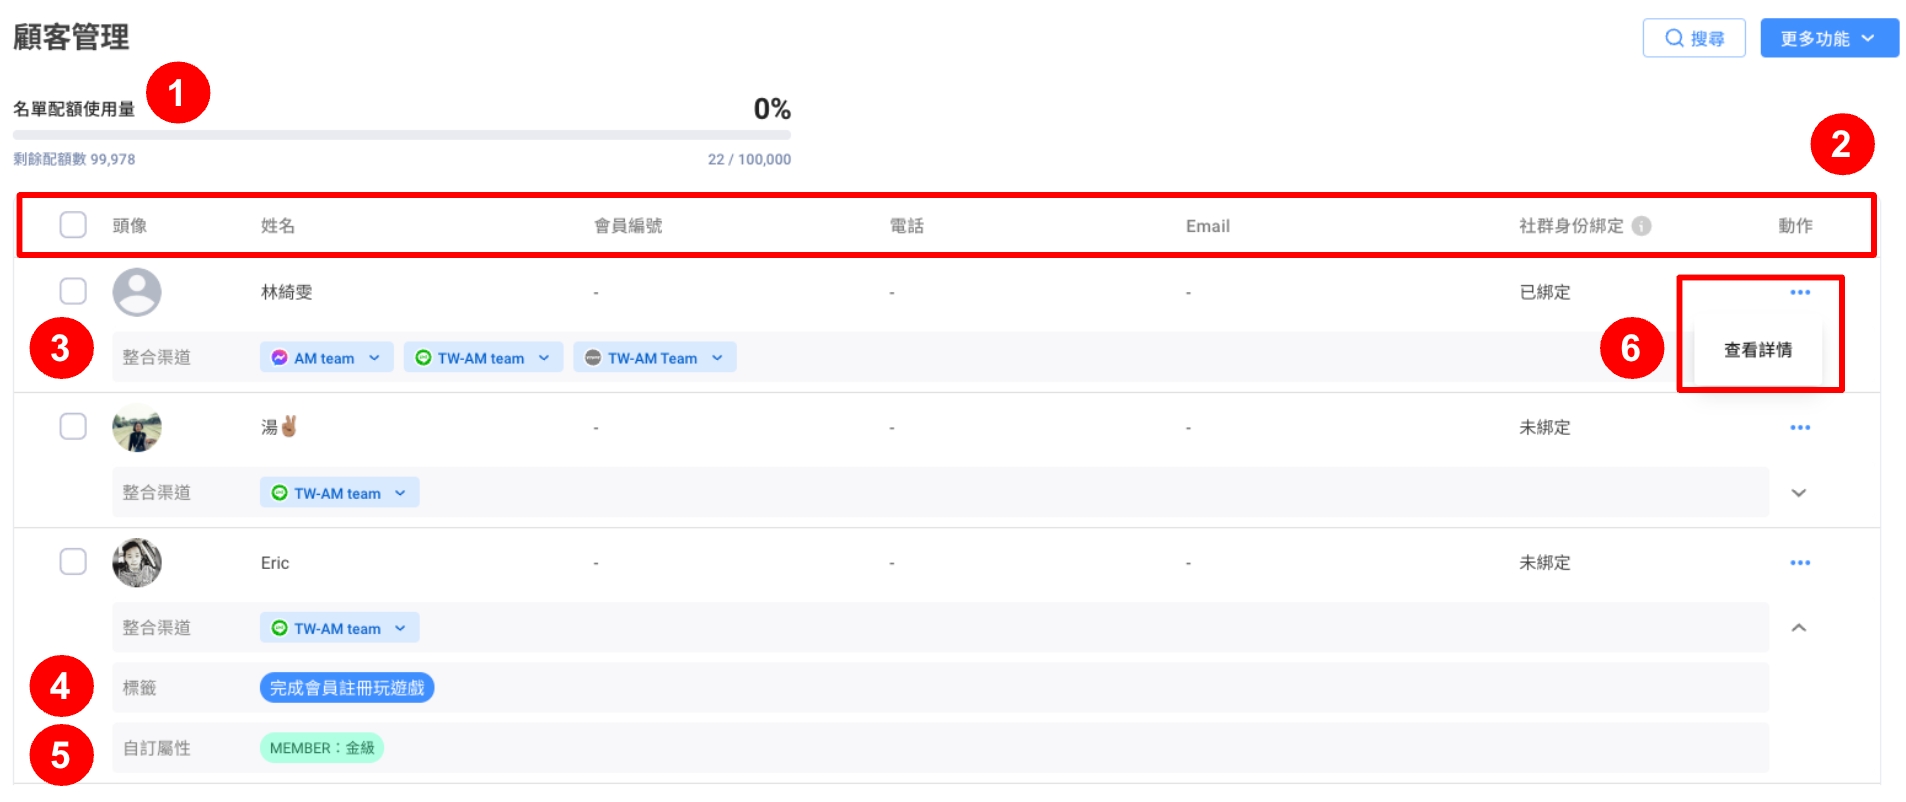 顧客管理
搜尋
更多功能
1
名單配額使用量
0%
2
剩餘配額數 99,978
22 / 100,000
頭像 姓名 會員編號 電話 Email 社群身份綁定 動作
林綺雯 - - - 已綁定
3
整合渠道 AM team TW-AM team TW-AM Team
6
查看詳情
湯✌🏽 - - - 未綁定
整合渠道 TW-AM team
Eric - - - 未綁定
整合渠道 TW-AM team
4
標籤 完成會員註冊玩遊戲
5
自訂屬性 MEMBER：金級